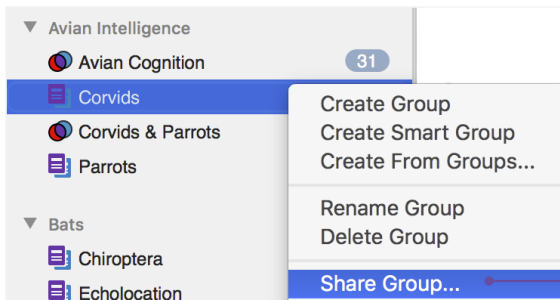 Avian Intelligence
Avian Cognition 31
Corvids
Corvids & Parrots
Parrots
Bats
Chiroptera
Echolocation
Create Group
Create Smart Group
Create From Groups...
Rename Group
Delete Group
Share Group...